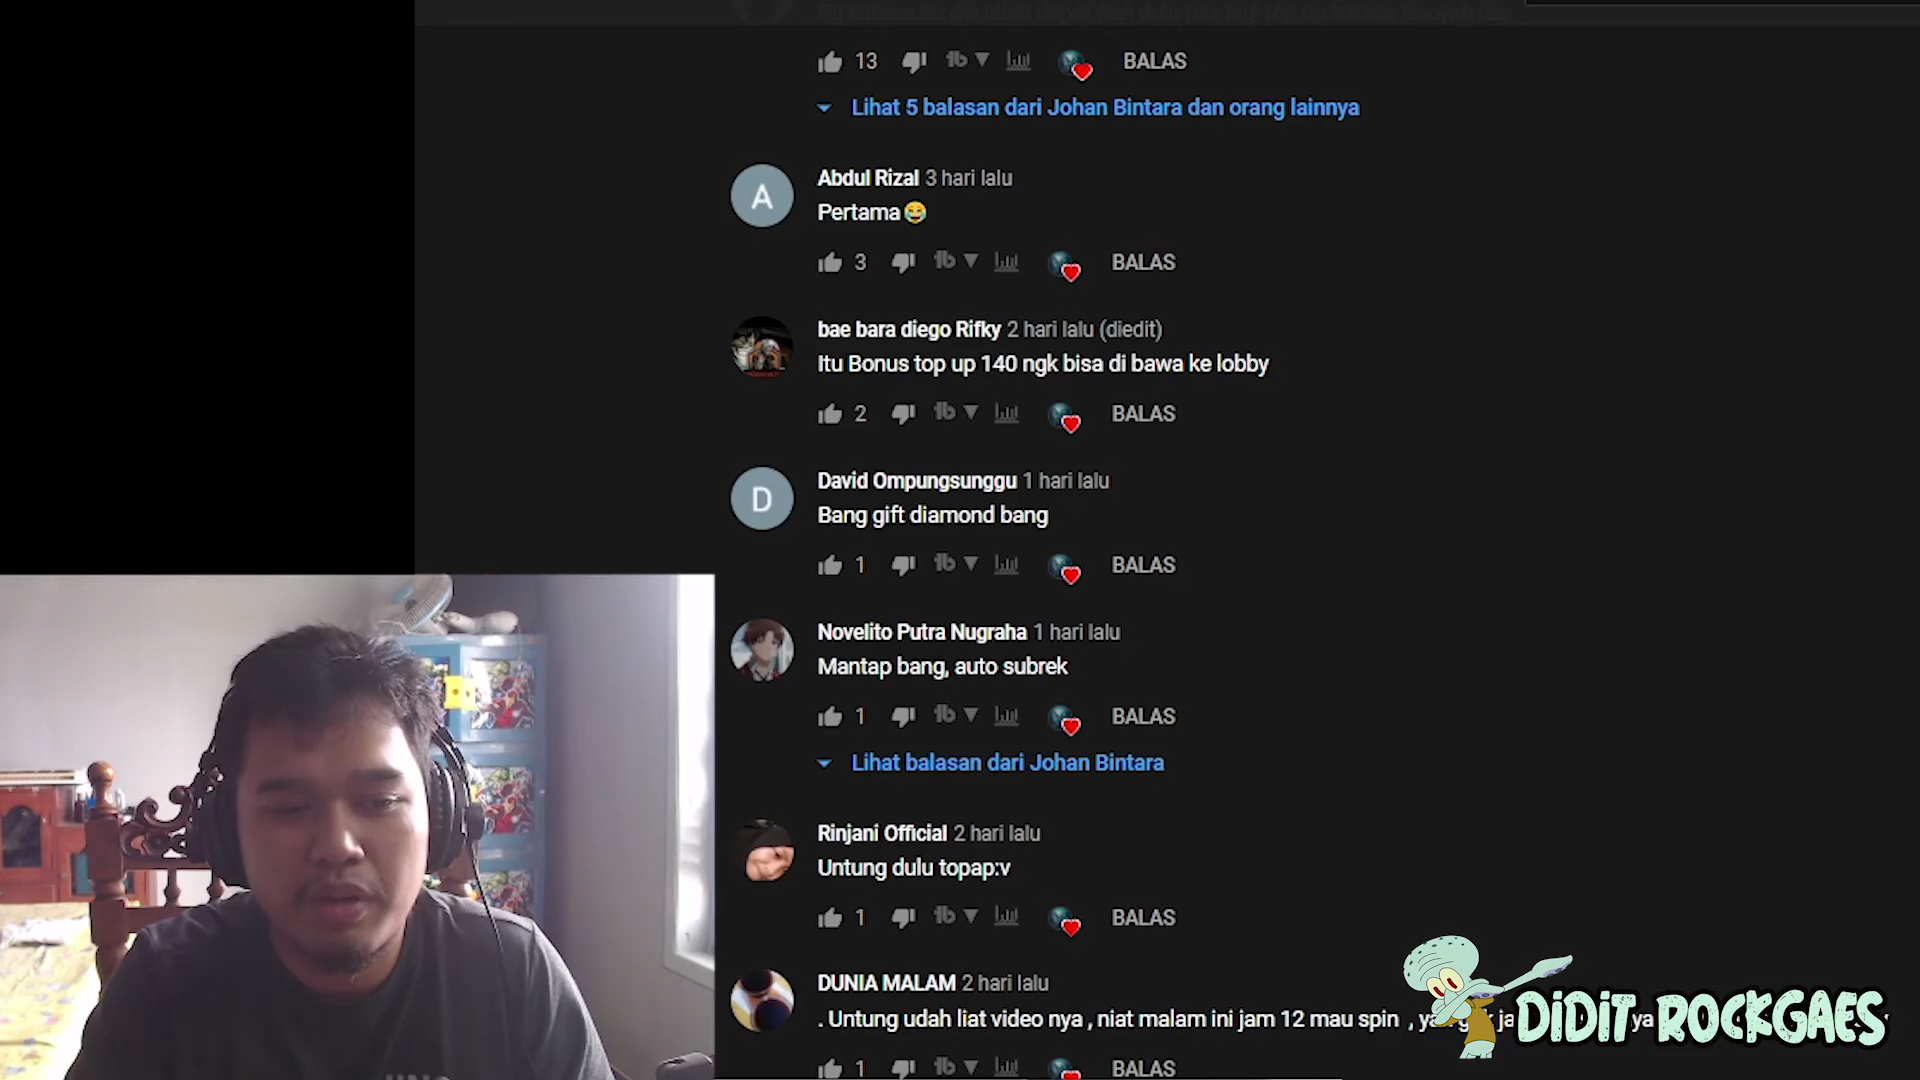 13 BALAS
Lihat 5 balasan dari Johan Bintara dan orang lainnya
A
Abdul Rizal 3 hari lalu
Pertama😂
3 BALAS
bae bara diego Rifky 2 hari lalu (diedit)
Itu Bonus top up 140 ngk bisa di bawa ke lobby
2 BALAS
D
David Ompungsunggu 1 hari lalu
Bang gift diamond bang
1 BALAS
Novelito Putra Nugraha 1 hari lalu
Mantap bang, auto subrek
1 BALAS
Lihat balasan dari Johan Bintara
Rinjani Official 2 hari lalu
Untung dulu topap:v
1 BALAS
DUNIA MALAM 2 hari lalu
. Untung udah liat video nya , niat malam ini jam 12 mau spin ,
DiDiT ROCKGAES
1 BALAS